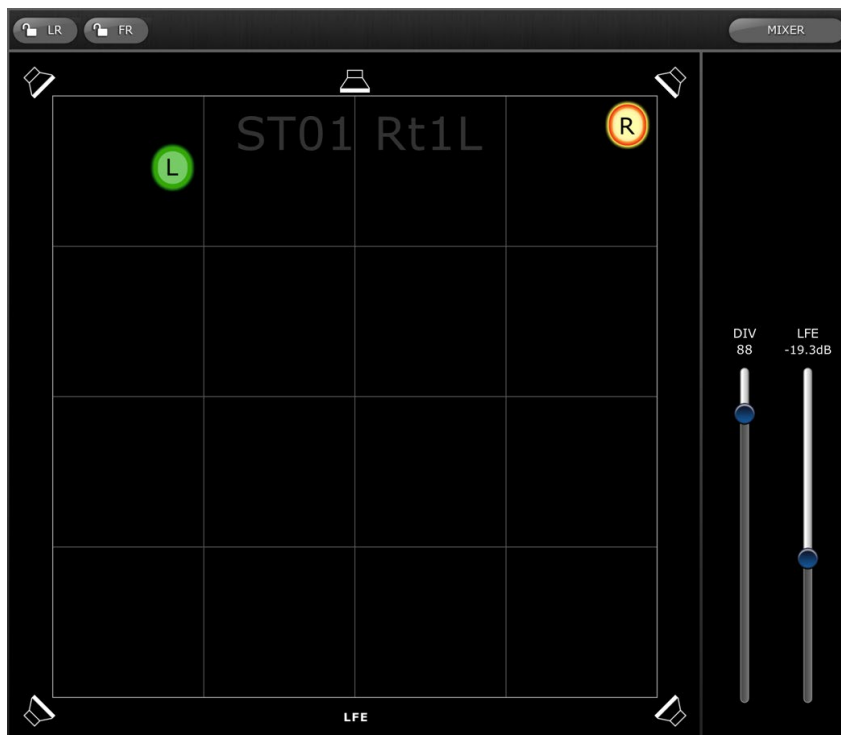 LR FR MIXER
ST01 Rt1L
R
L
DIV LFE
88 -19.3dB
LFE